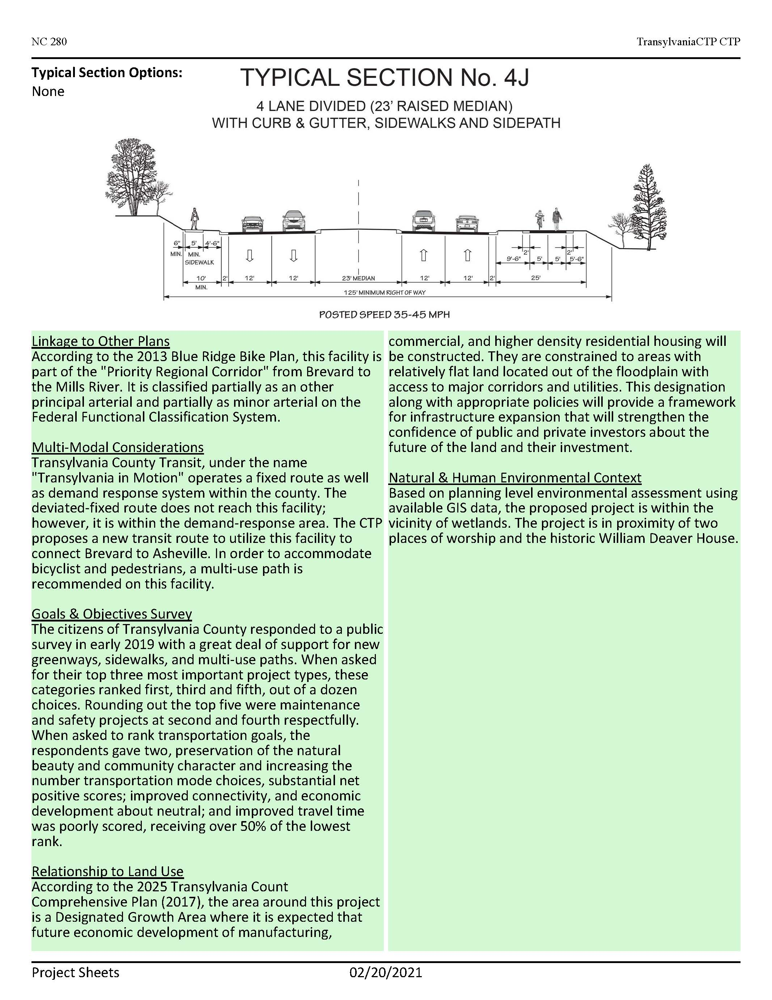 NC 280
TransylvaniaCTP CTP
Typical Section Options:
None
TYPICAL SECTION No. 4J
4 LANE DIVIDED (23’ RAISED MEDIAN)
WITH CURB & GUTTER, SIDEWALKS AND SIDEPATH
6" 5' 4'-6"
MIN. MIN.
SIDEWALK
2' 2'
9'-6" 5' 5' 5'-6"
10' 2' 12' 12' 23' MEDIAN 12' 12' 2' 25'
MIN.
125' MINIMUM RIGHT OF WAY
POSTED SPEED 35-45 MPH
Linkage to Other Plans
According to the 2013 Blue Ridge Bike Plan, this facility is
part of the "Priority Regional Corridor" from Brevard to
the Mills River. It is classified partially as an other
principal arterial and partially as minor arterial on the
Federal Functional Classification System.
Multi-Modal Considerations
Transylvania County Transit, under the name
"Transylvania in Motion" operates a fixed route as well
as demand response system within the county. The
deviated-fixed route does not reach this facility;
however, it is within the demand-response area. The CTP
proposes a new transit route to utilize this facility to
connect Brevard to Asheville. In order to accommodate
bicyclist and pedestrians, a multi-use path is
recommended on this facility.
Goals & Objectives Survey
The citizens of Transylvania County responded to a public
survey in early 2019 with a great deal of support for new
greenways, sidewalks, and multi-use paths. When asked
for their top three most important project types, these
categories ranked first, third and fifth, out of a dozen
choices. Rounding out the top five were maintenance
and safety projects at second and fourth respectfully.
When asked to rank transportation goals, the
respondents gave two, preservation of the natural
beauty and community character and increasing the
number transportation mode choices, substantial net
positive scores; improved connectivity, and economic
development about neutral; and improved travel time
was poorly scored, receiving over 50% of the lowest
rank.
Relationship to Land Use
According to the 2025 Transylvania Count
Comprehensive Plan (2017), the area around this project
is a Designated Growth Area where it is expected that
future economic development of manufacturing,
commercial, and higher density residential housing will
be constructed. They are constrained to areas with
relatively flat land located out of the floodplain with
access to major corridors and utilities. This designation
along with appropriate policies will provide a framework
for infrastructure expansion that will strengthen the
confidence of public and private investors about the
future of the land and their investment.
Natural & Human Environmental Context
Based on planning level environmental assessment using
available GIS data, the proposed project is within the
vicinity of wetlands. The project is in proximity of two
places of worship and the historic William Deaver House.
Project Sheets
02/20/2021